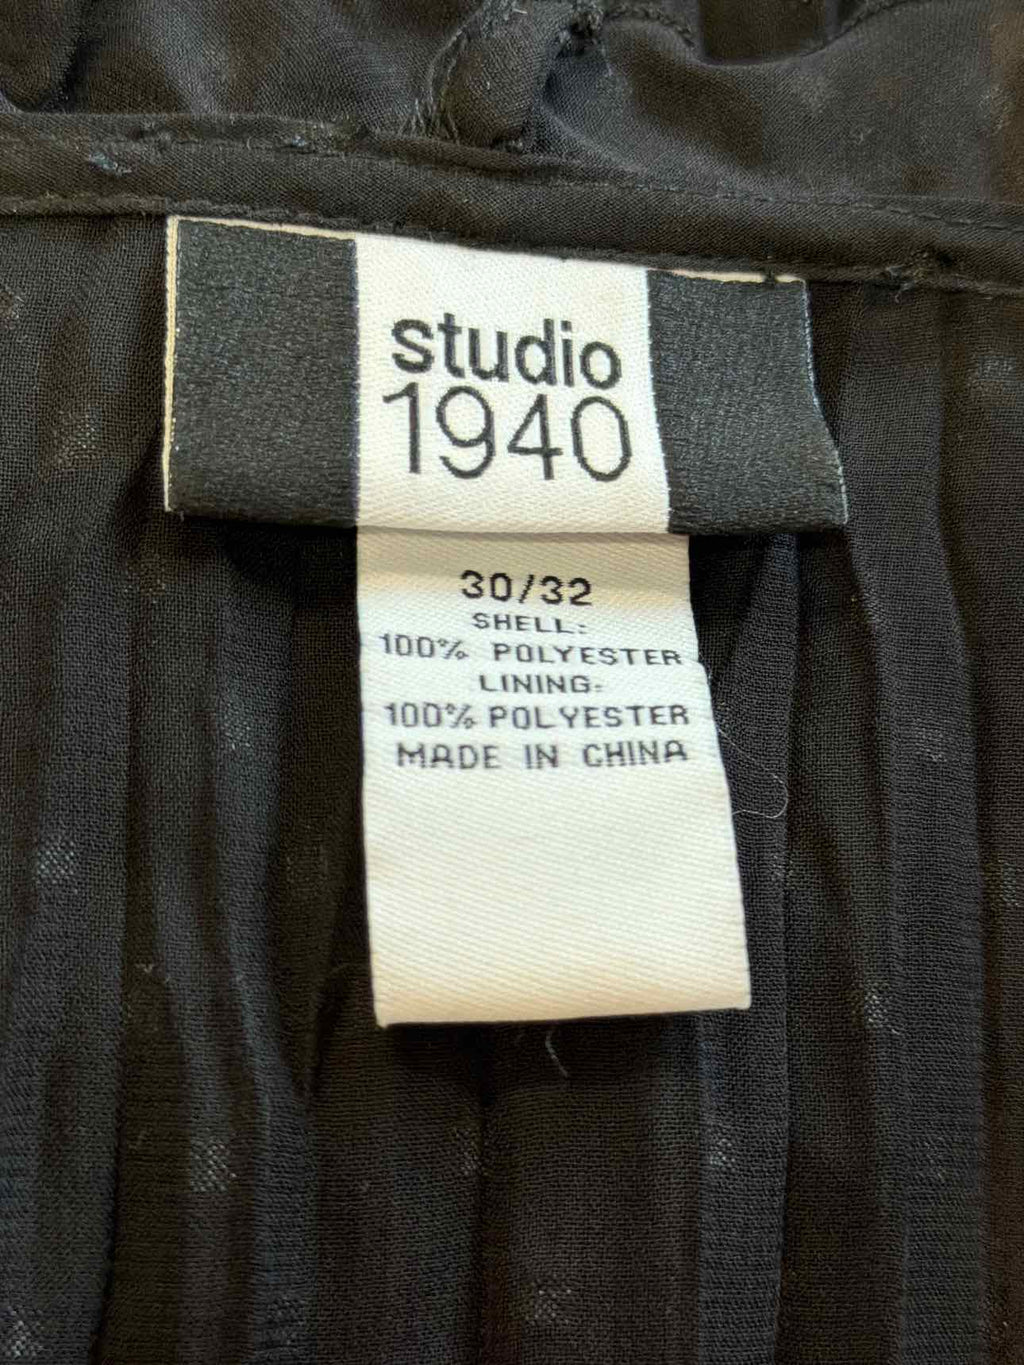 studio
1940
30/32
SHELL:
100% POLYESTER
LINING:
100% POLYESTER
MADE IN CHINA